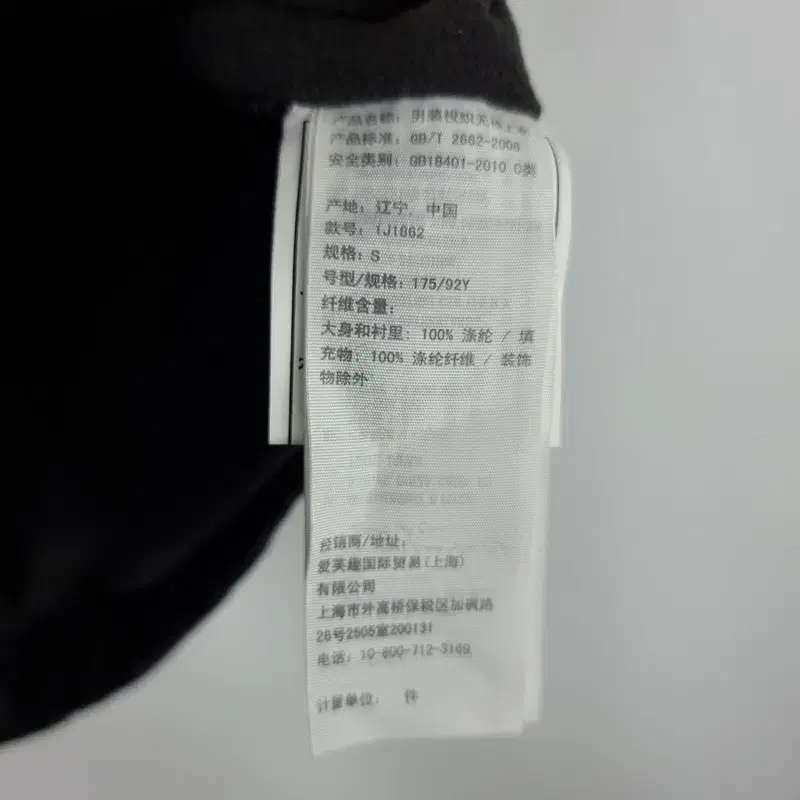 产品名称：男装梭织无
产品标准：GB/T 2662-2008
安全类别：GB18401-2010 C类
产地：辽宁，中国
款号：IJ1662
规格：S
号型/规格：175/92Y
纤维含量：
大身和衬里：100% 涤纶 / 填
充物：100% 涤纶纤维 / 装饰
物除外
经销商/地址：
爱芙趣国际贸易(上海)
有限公司
上海市外高桥保税区加枫路
26号2505室200131
电话：10-800-712-3169
计量单位： 件